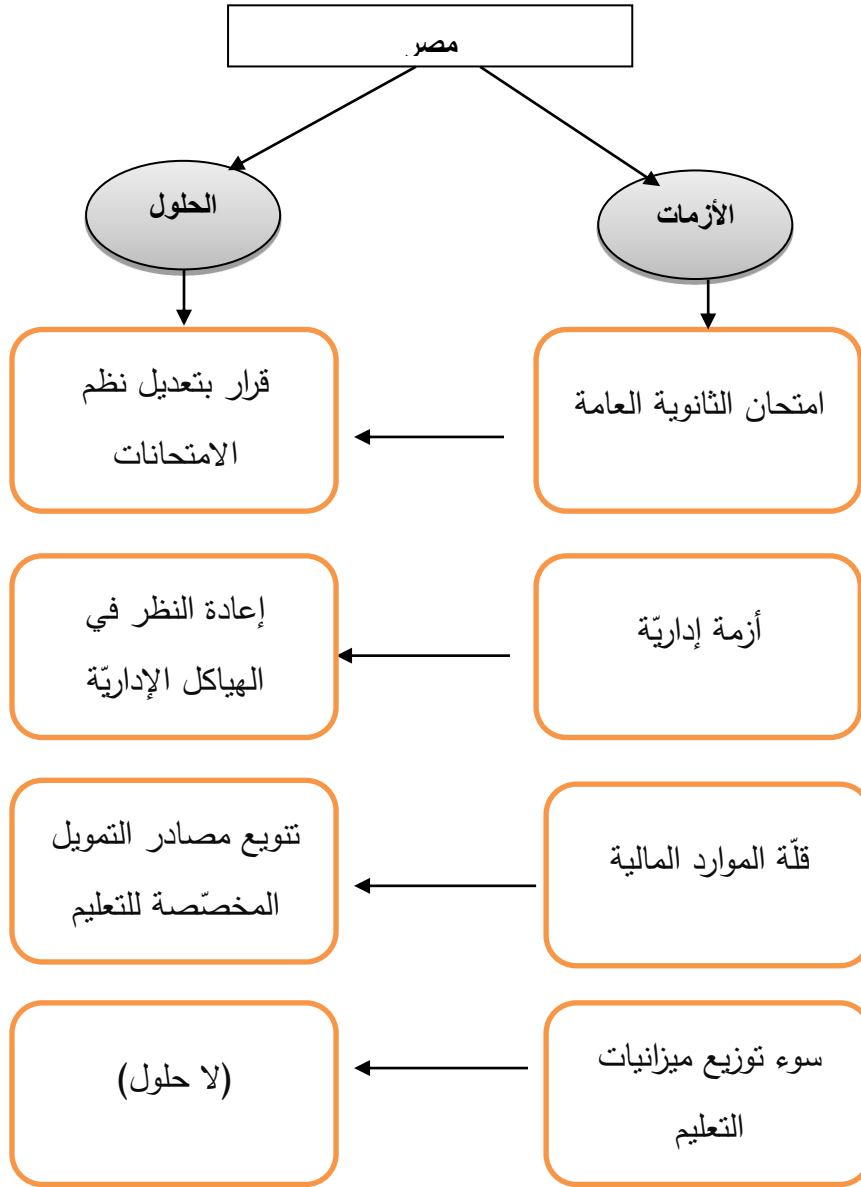 مصر
الأزمات
الحلول
امتحان الثانوية العامة
قرار بتعديل نظم
الامتحانات
أزمة إداريّة
إعادة النظر في
الهياكل الإداريّة
قلّة الموارد المالية
تنويع مصادر التمويل
المخصّصة للتعليم
سوء توزيع ميزانيات
التعليم
(لا حلول)